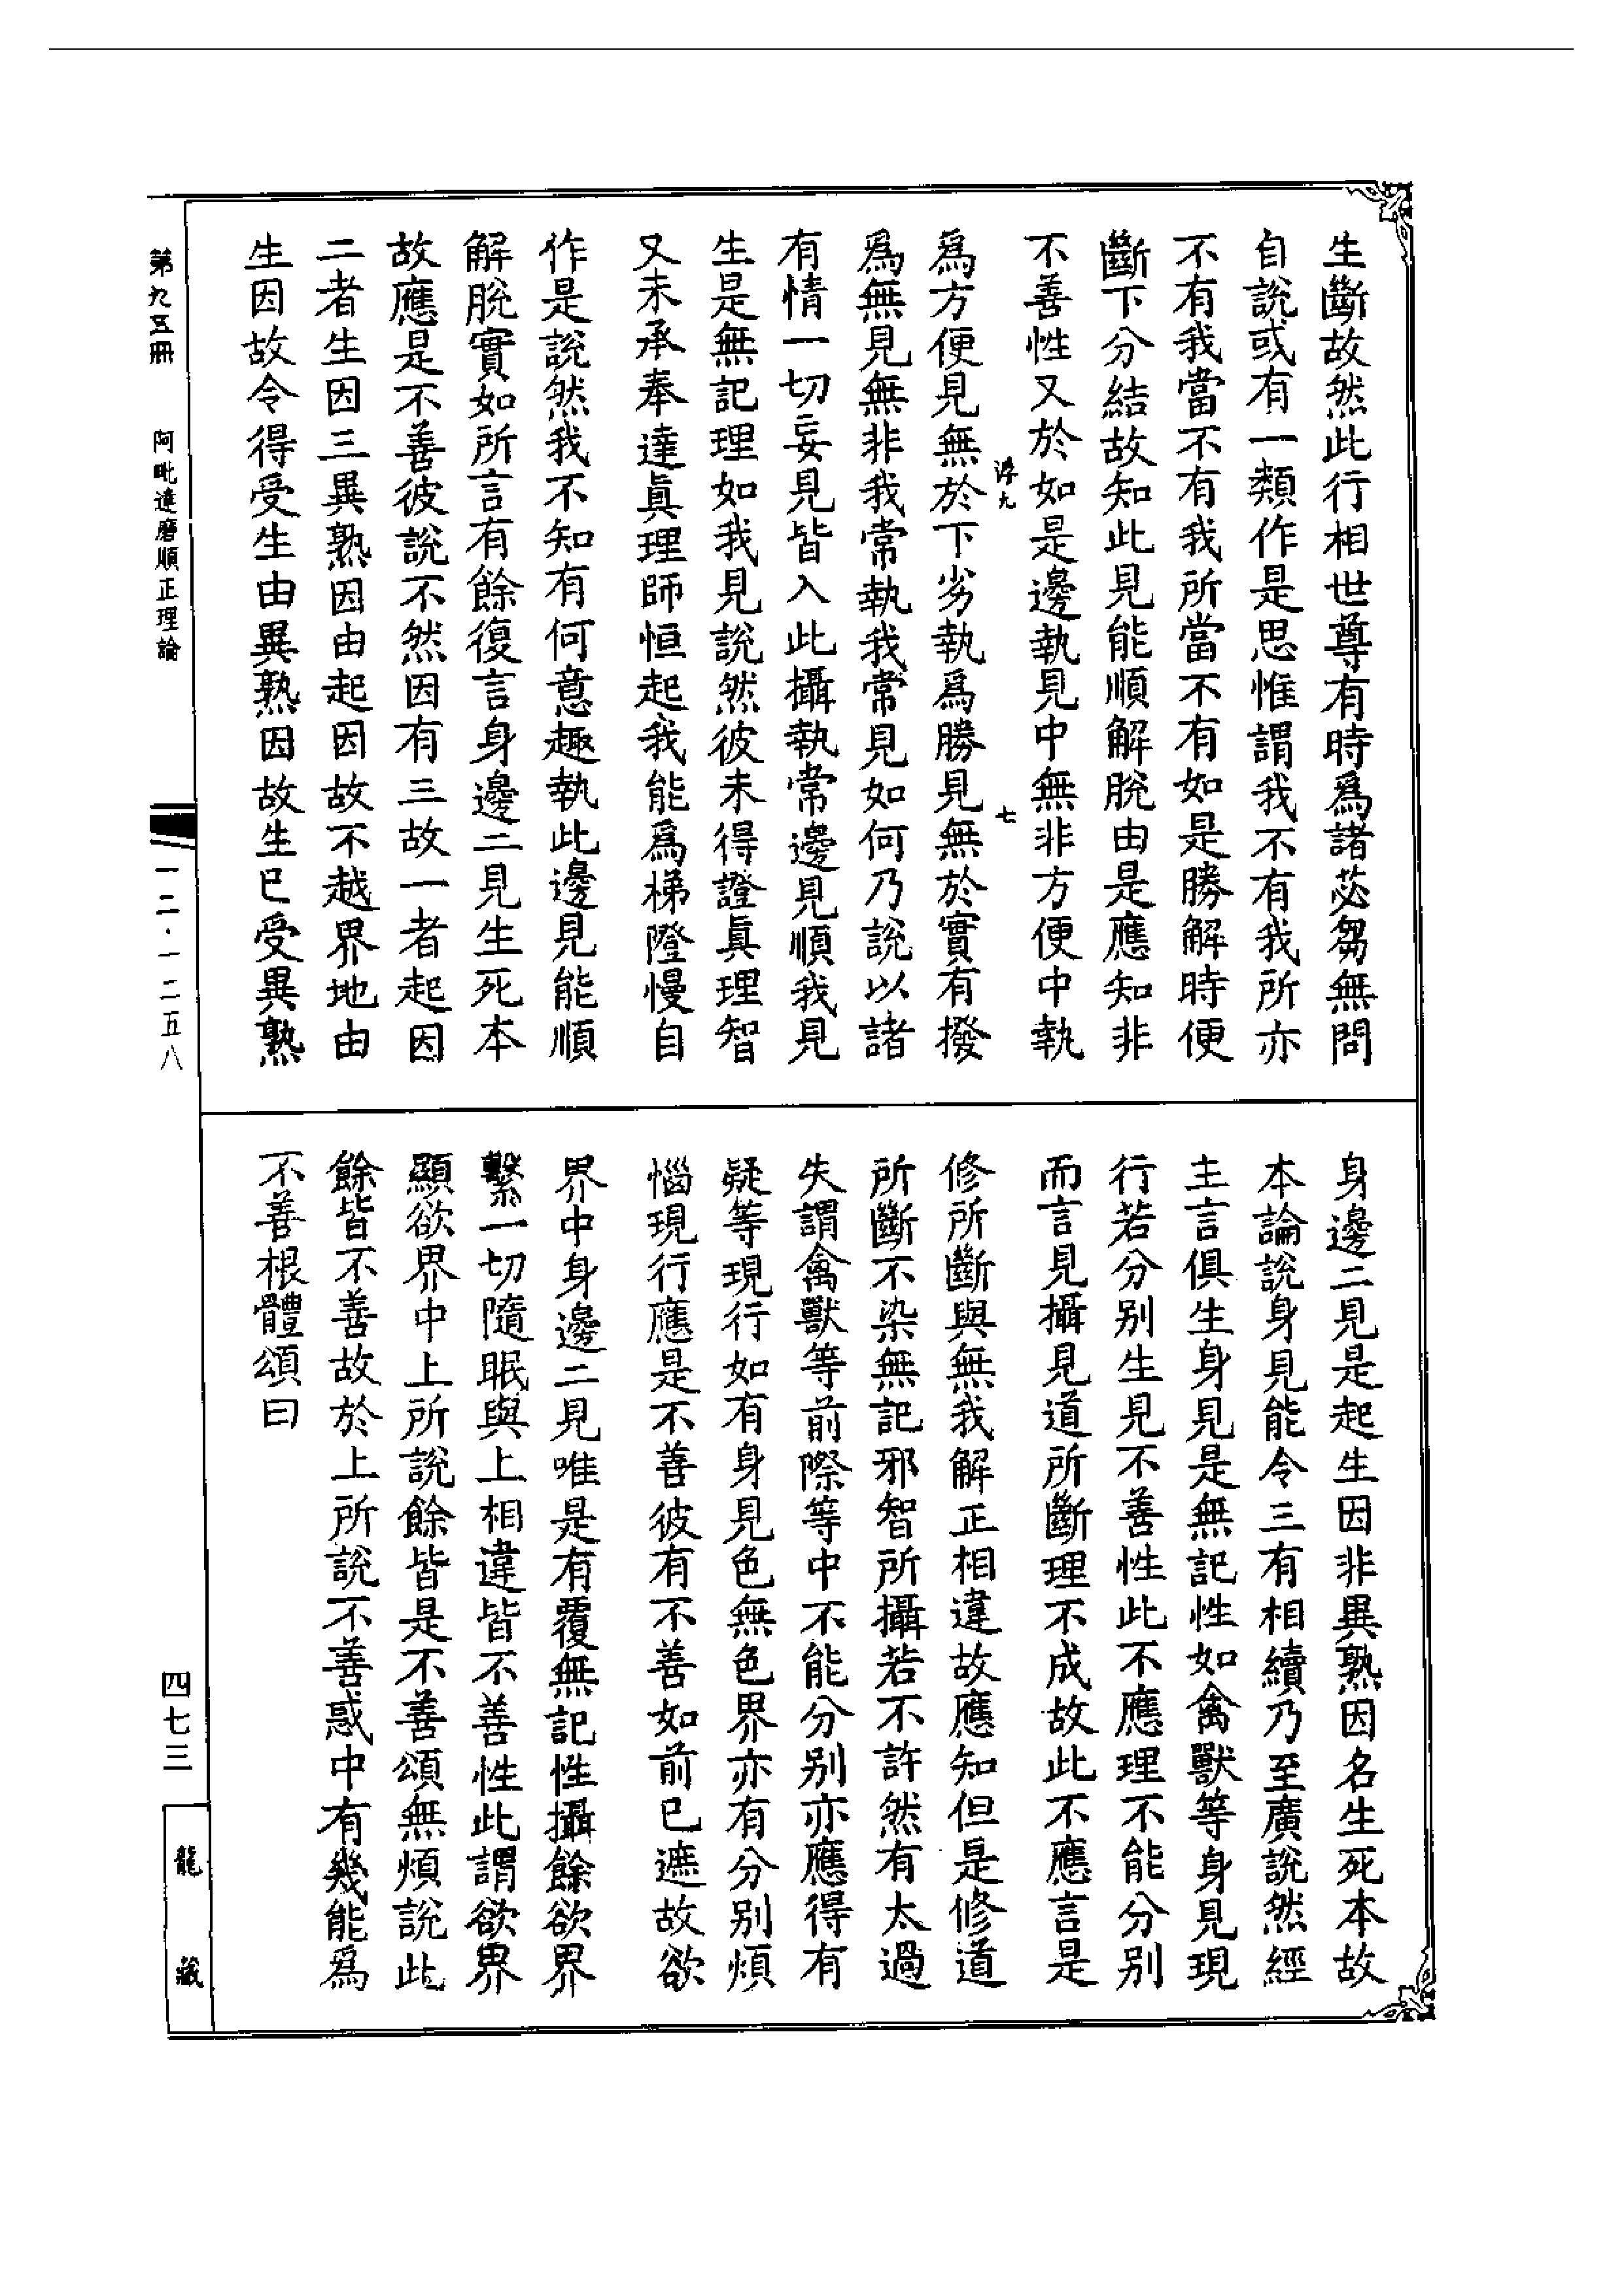 生斷故然此行相世尊有時爲諸苾芻無問
自說或有一類作是思惟謂我不有我所亦
不有我當不有我所當不有如是勝解時便
斷下分結故知此見能順解脫由是應知非
不善性又於如是邊執見中無非方便中執
游九 七
爲方便見無於下劣執爲勝見無於實有撥
爲無見無非我常執我常見如何乃說以諸
有情一切妄見皆入此攝執常邊見順我見
生是無記理如我見說然彼未得證眞理智
又未承奉達眞理師恒起我能爲梯隥慢自
作是說然我不知有何意趣執此邊見能順
解脫實如所言有餘復言身邊二見生死本
故應是不善彼說不然因有三故一者起因
二者生因三異熟因由起因故不越界地由
生因故令得受生由異熟因故生已受異熟
身邊二見是起生因非異熟因名生死本故
本論說身見能令三有相續乃至廣說然經
主言俱生身見是無記性如禽獸等身見現
行若分别生見不善性此不應理不能分别
而言見攝見道所斷理不成故此不應言是
修所斷與無我解正相違故應知但是修道
所斷不染無記邪智所攝若不許然有太過
失謂禽獸等前際等中不能分别亦應得有
疑等現行如有身見色無色界亦有分别煩
惱現行應是不善彼有不善如前已遮故欲
界中身邊二見唯是有覆無記性攝餘欲界
繫一切隨眠與上相違皆不善性此謂欲界
顯欲界中上所說餘皆是不善頌無煩說此
餘皆不善故於上所說不善惑中有幾能爲
不善根體頌曰
第九五冊 阿毗達磨順正理論
一二·一二五八
四七三
龍藏